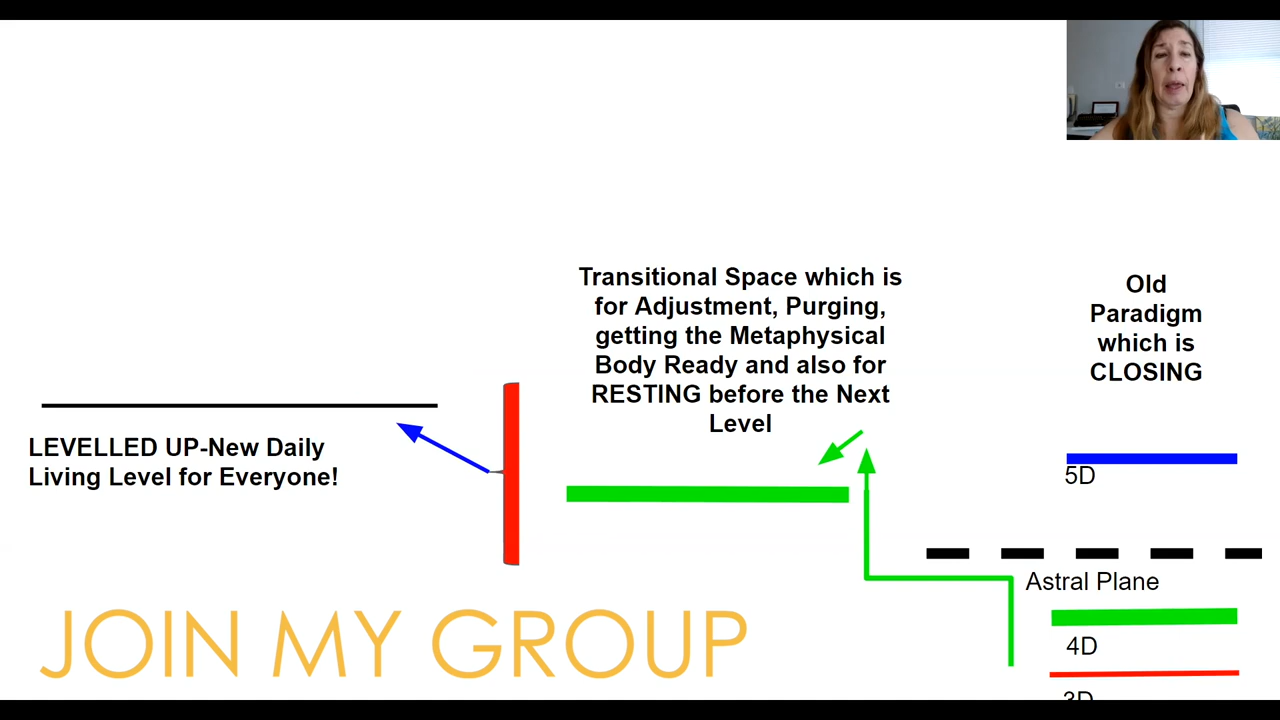 Transitional Space which is
for Adjustment, Purging,
getting the Metaphysical
Body Ready and also for
RESTING before the Next
Level
Old
Paradigm
which is
CLOSING
LEVELLED UP-New Daily
Living Level for Everyone!
5D
Astral Plane
4D
3D
JOIN MY GROUP